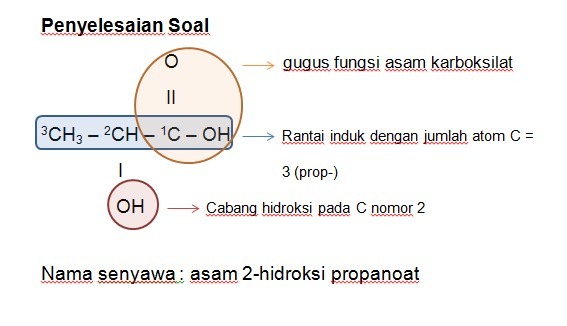 Penyelesaian Soal
O
gugus fungsi asam karboksilat
II
³CH₃ – ²CH – ¹C – OH
Rantai induk dengan jumlah atom C =
I
3 (prop-)
OH
Cabang hidroksi pada C nomor 2
Nama senyawa : asam 2-hidroksi propanoat